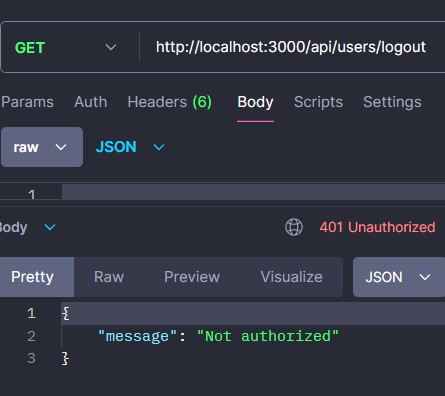 GET http://localhost:3000/api/users/logout
Params Auth Headers (6) Body Scripts Settings
raw JSON
1
Body 401 Unauthorized
Pretty Raw Preview Visualize JSON
1 {
2 "message": "Not authorized"
3 }